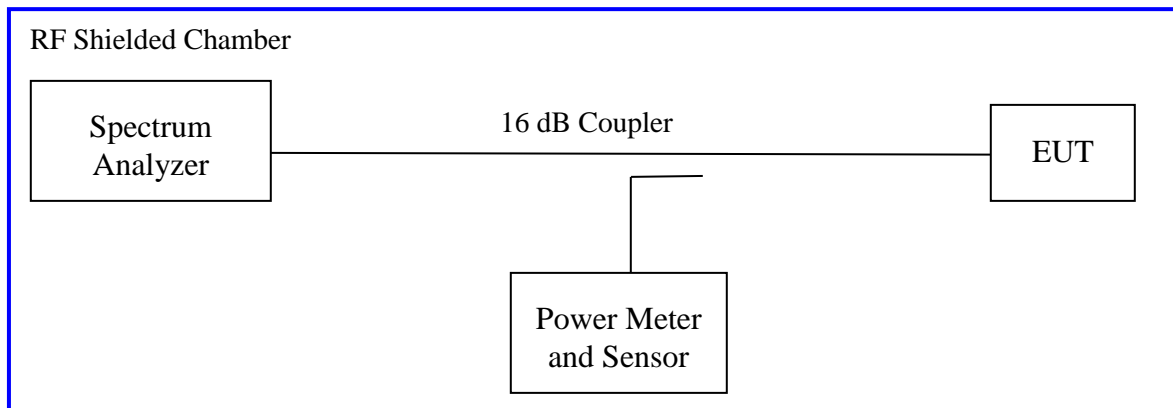 RF Shielded Chamber
Spectrum
Analyzer
16 dB Coupler
EUT
Power Meter
and Sensor